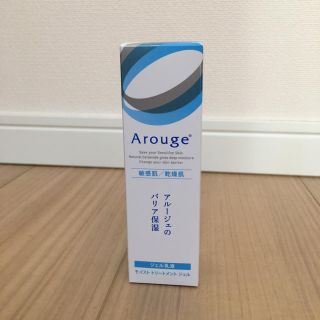 Arouge®
Save your Sensitive Skin
Natural Ceramide gives deep moisture
Change your skin barrier
敏感肌/乾燥肌
アルージェの
バリア保湿
ジェル乳液
モイスト トリートメント ジェル